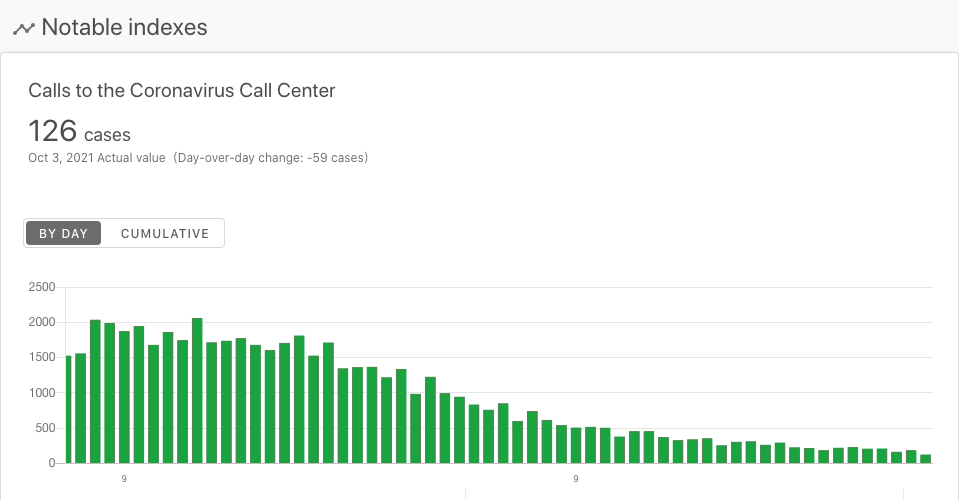 Notable indexes
Calls to the Coronavirus Call Center
126 cases
Oct 3, 2021 Actual value (Day-over-day change: -59 cases)
BY DAY CUMULATIVE
2500
2000
1500
1000
500
0
9 9